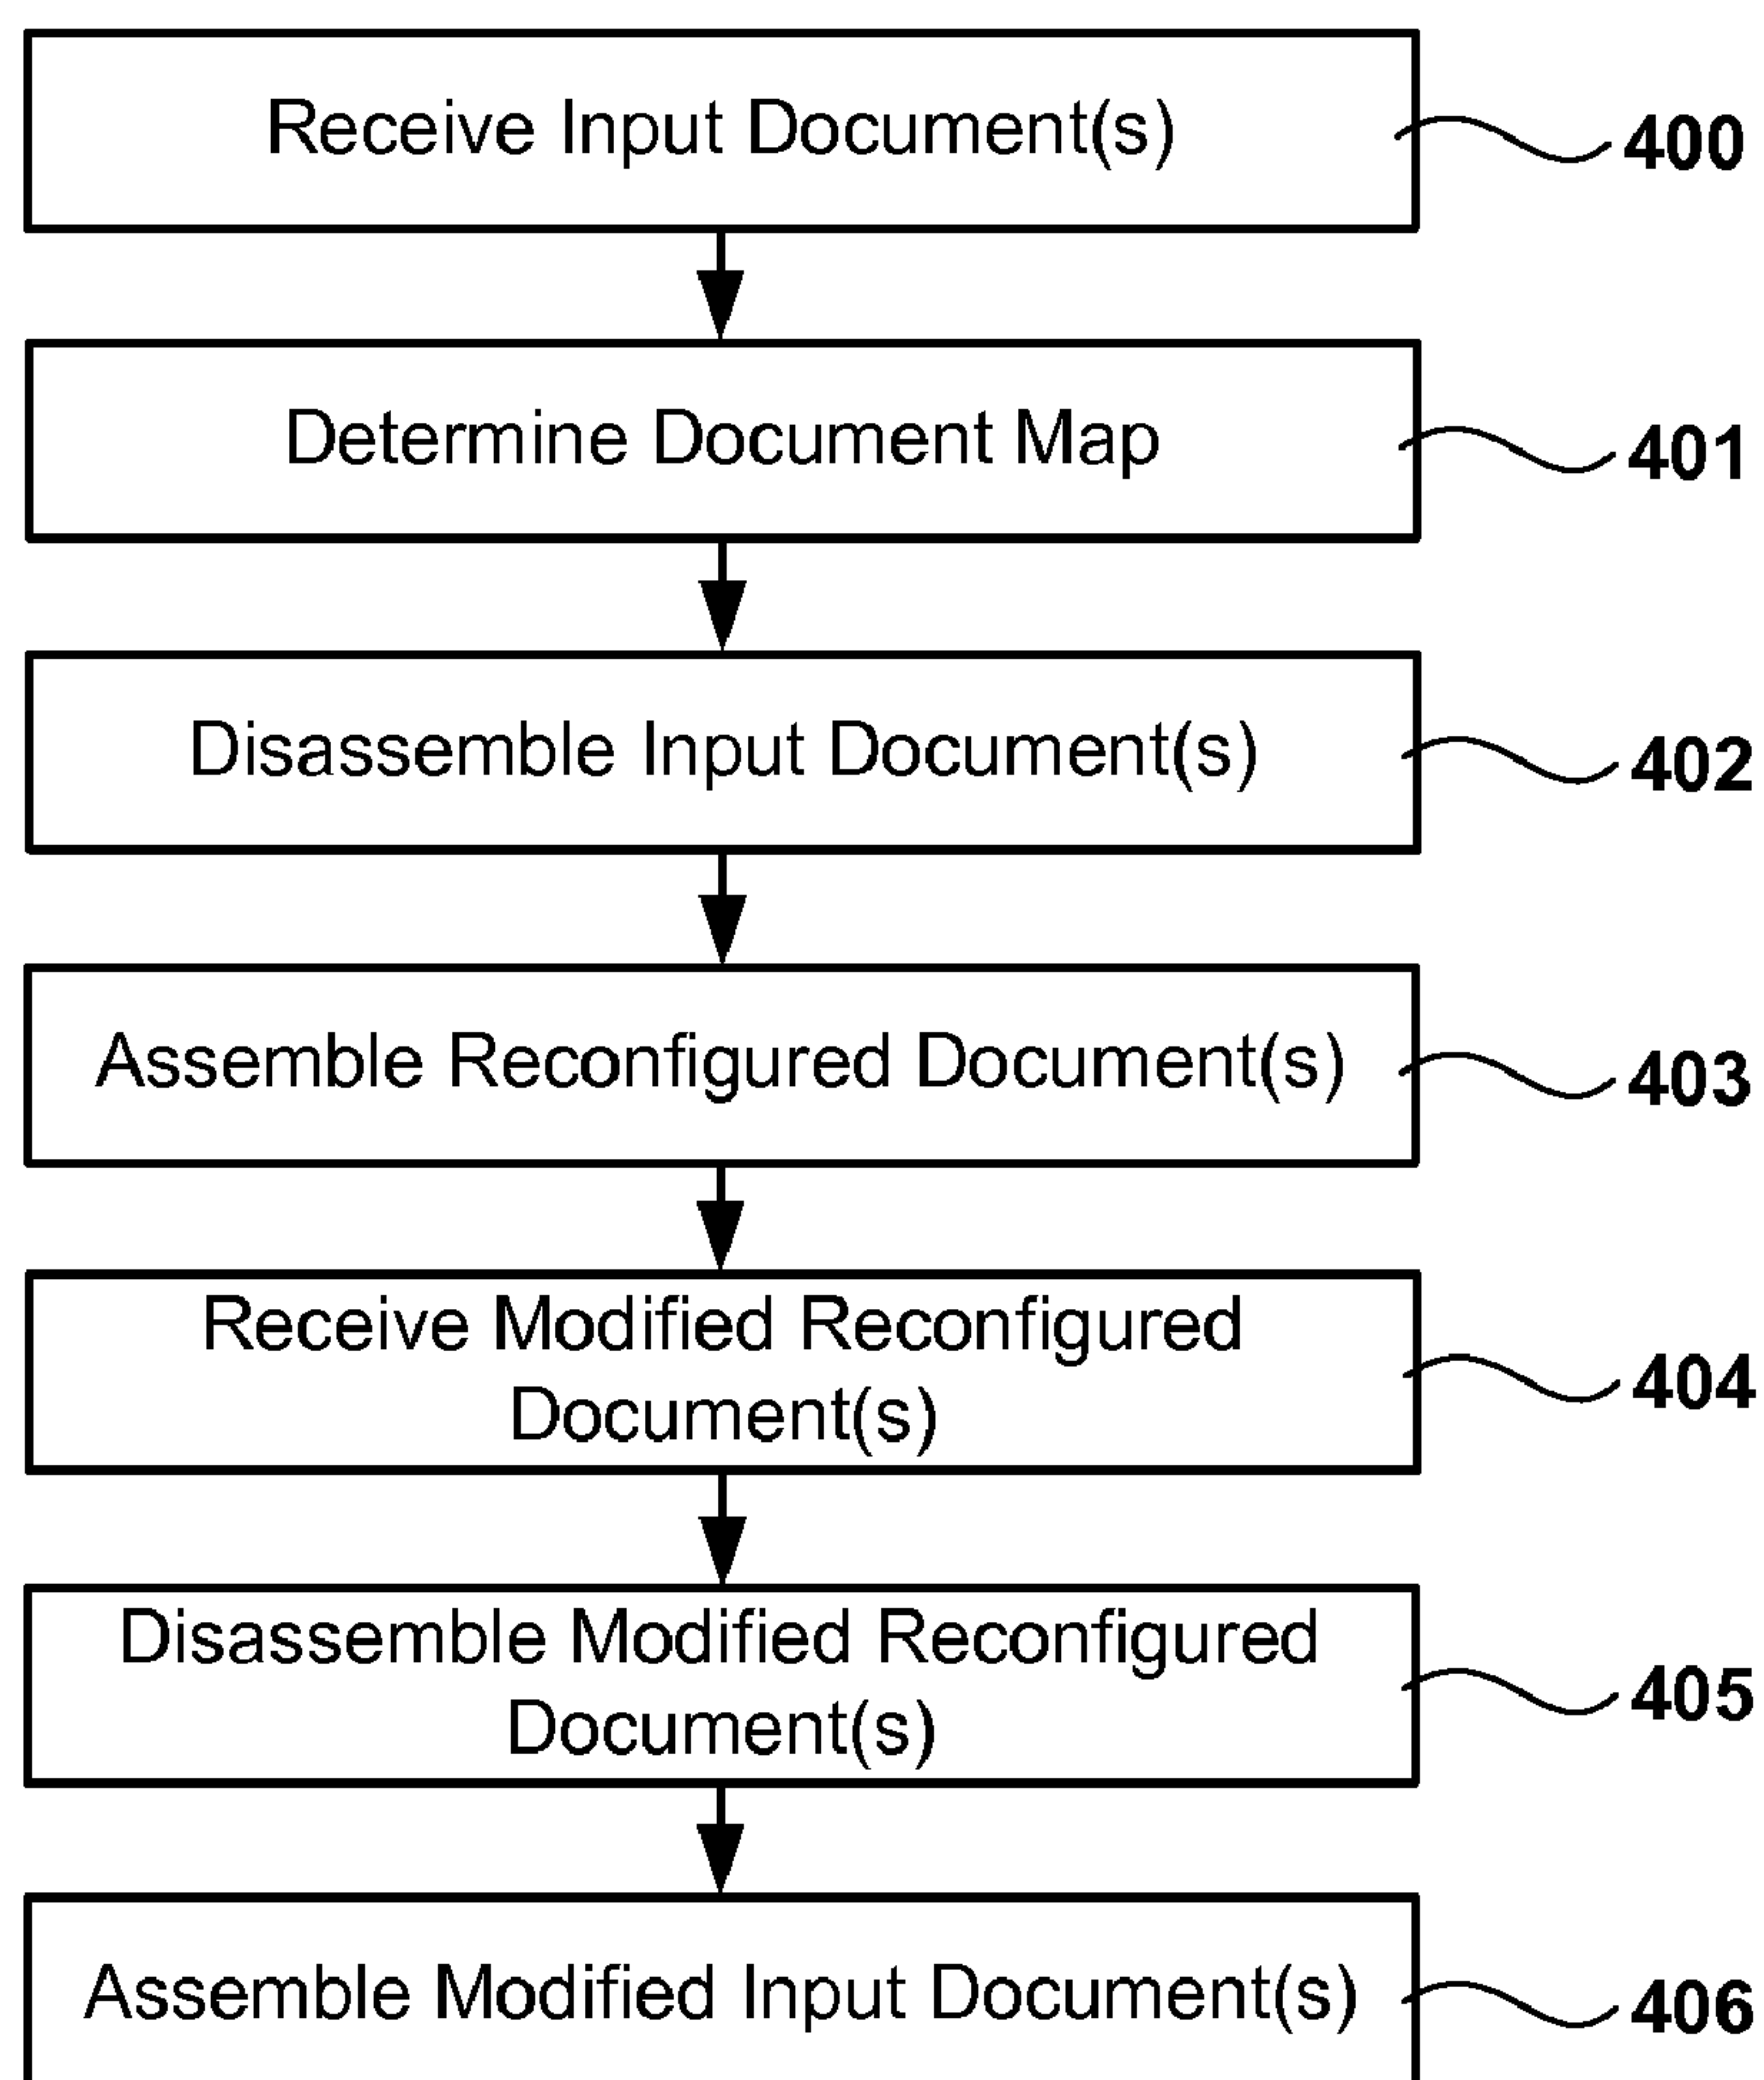 Receive Input Document(s)
400
Determine Document Map
401
Disassemble Input Document(s)
402
Assemble Reconfigured Document(s)
403
Receive Modified Reconfigured
Document(s)
404
Disassemble Modified Reconfigured
Document(s)
405
Assemble Modified Input Document(s)
406